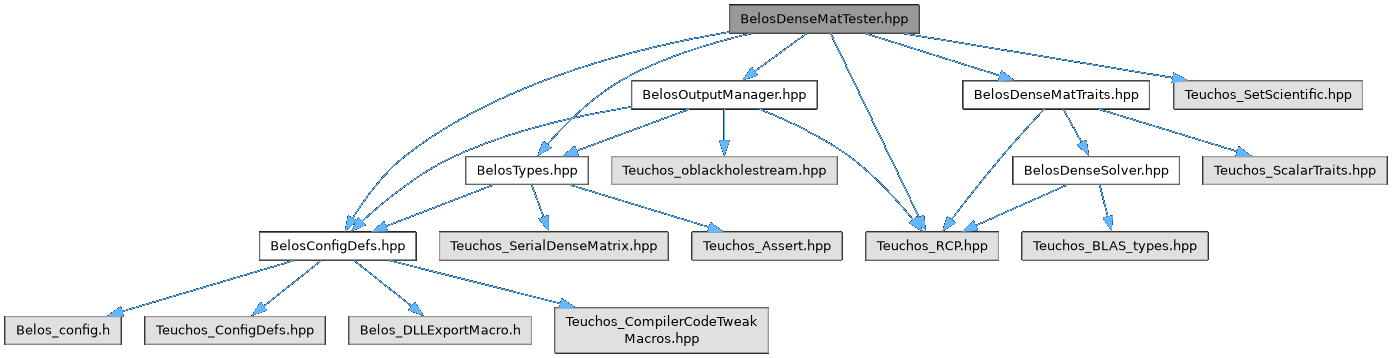 BelosDenseMatTester.hpp
BelosOutputManager.hpp
BelosDenseMatTraits.hpp
Teuchos_SetScientific.hpp
BelosTypes.hpp
Teuchos_oblackholestream.hpp
BelosDenseSolver.hpp
Teuchos_ScalarTraits.hpp
BelosConfigDefs.hpp
Teuchos_SerialDenseMatrix.hpp
Teuchos_Assert.hpp
Teuchos_RCP.hpp
Teuchos_BLAS_types.hpp
Belos_config.h
Teuchos_ConfigDefs.hpp
Belos_DLLExportMacro.h
Teuchos_CompilerCodeTweak
Macros.hpp